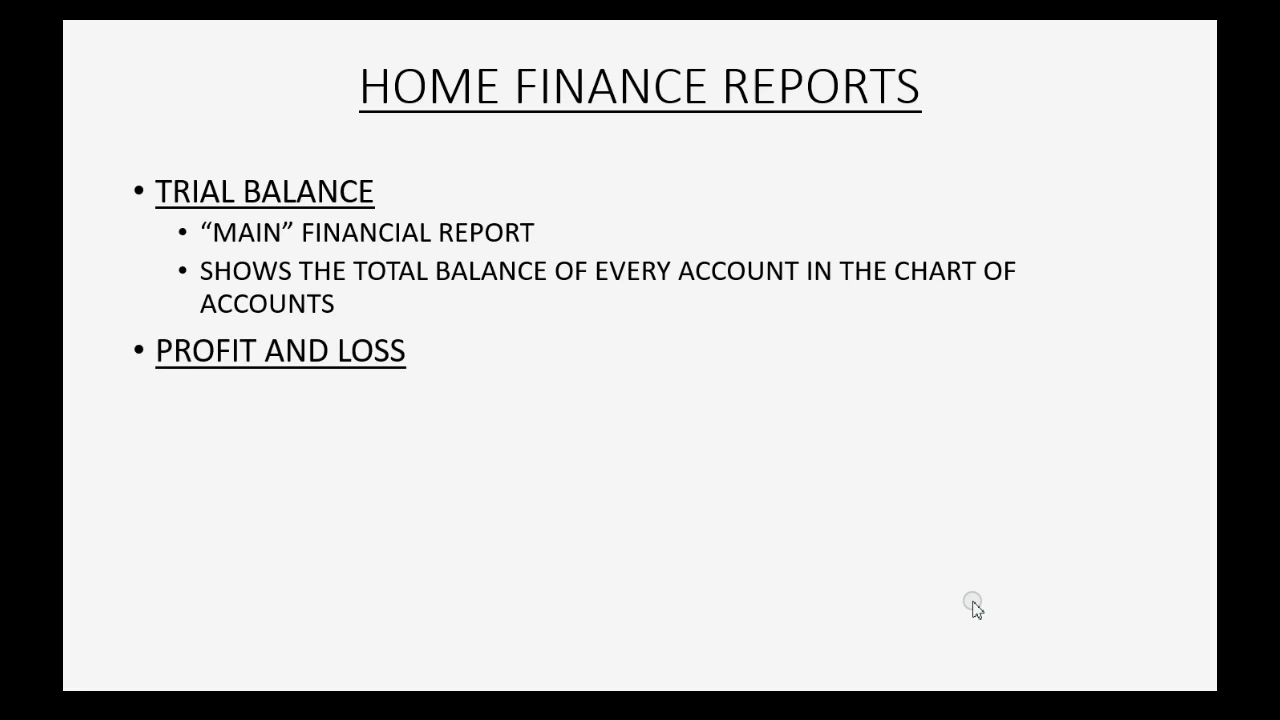 HOME FINANCE REPORTS
• TRIAL BALANCE
• “MAIN” FINANCIAL REPORT
• SHOWS THE TOTAL BALANCE OF EVERY ACCOUNT IN THE CHART OF
ACCOUNTS
• PROFIT AND LOSS